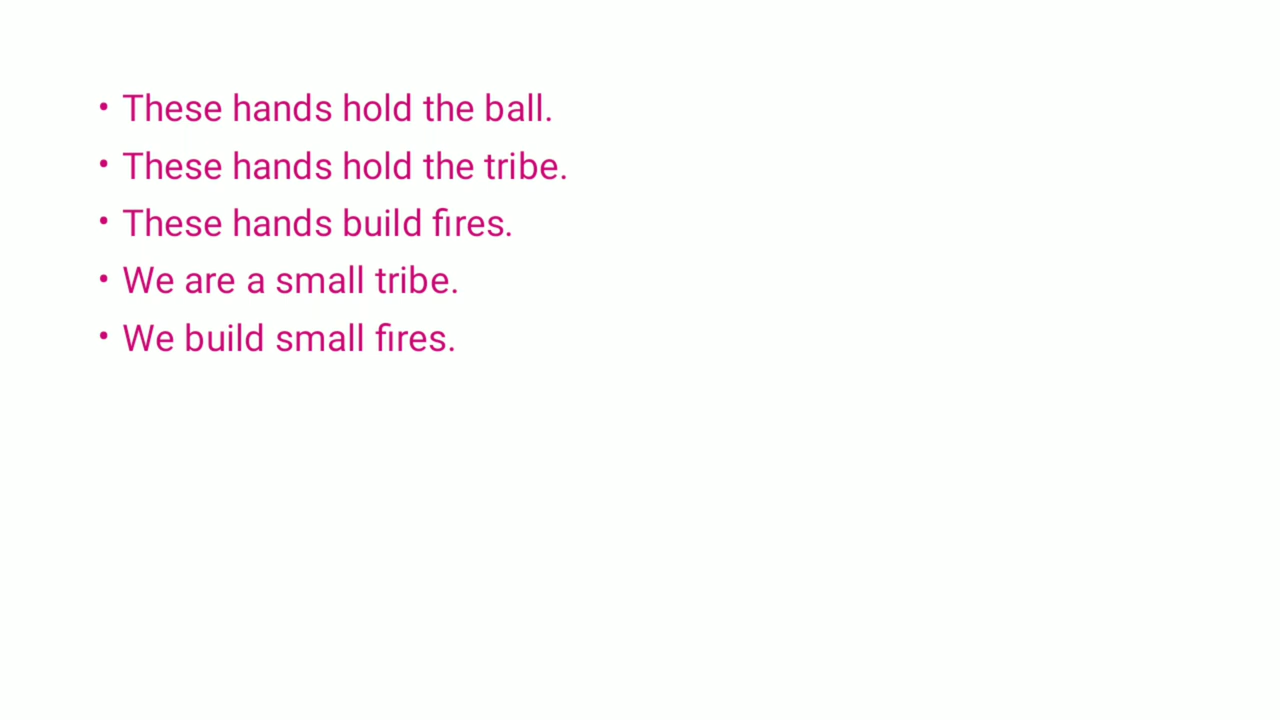 • These hands hold the ball.
• These hands hold the tribe.
• These hands build fires.
• We are a small tribe.
• We build small fires.